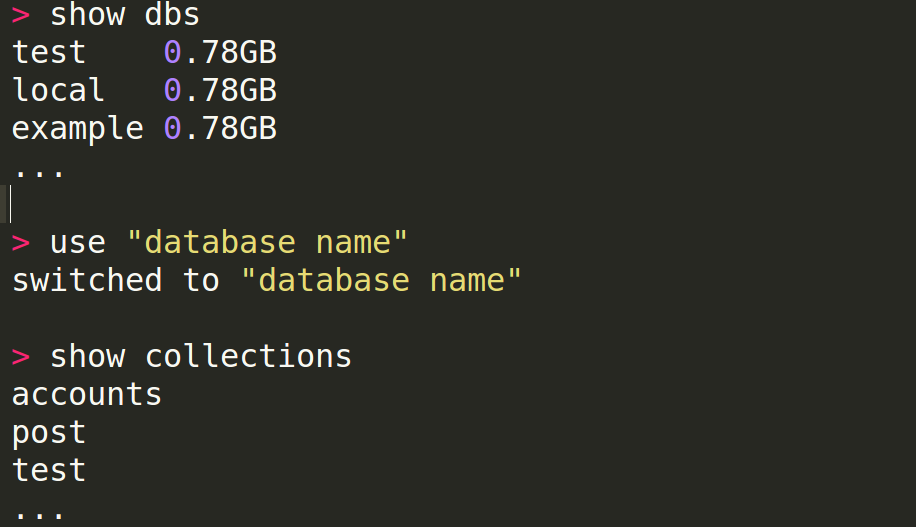 > show dbs
test    0.78GB
local   0.78GB
example 0.78GB
...
> use "database name"
switched to "database name"
> show collections
accounts
post
test
...